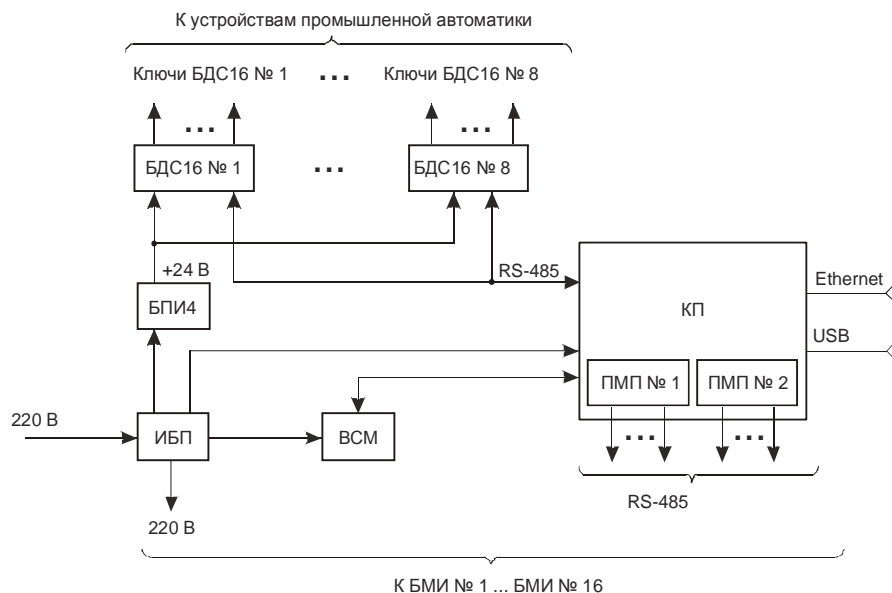 К устройствам промышленной автоматики
Ключи БДС16 № 1 ... Ключи БДС16 № 8
... ...
БДС16 № 1 ... БДС16 № 8
+24 В
RS-485
БПИ4
КП
Ethernet
USB
ПМП № 1 ПМП № 2
220 В
ИБП
ВСМ
... ...
RS-485
220 В
К БМИ № 1 ... БМИ № 16